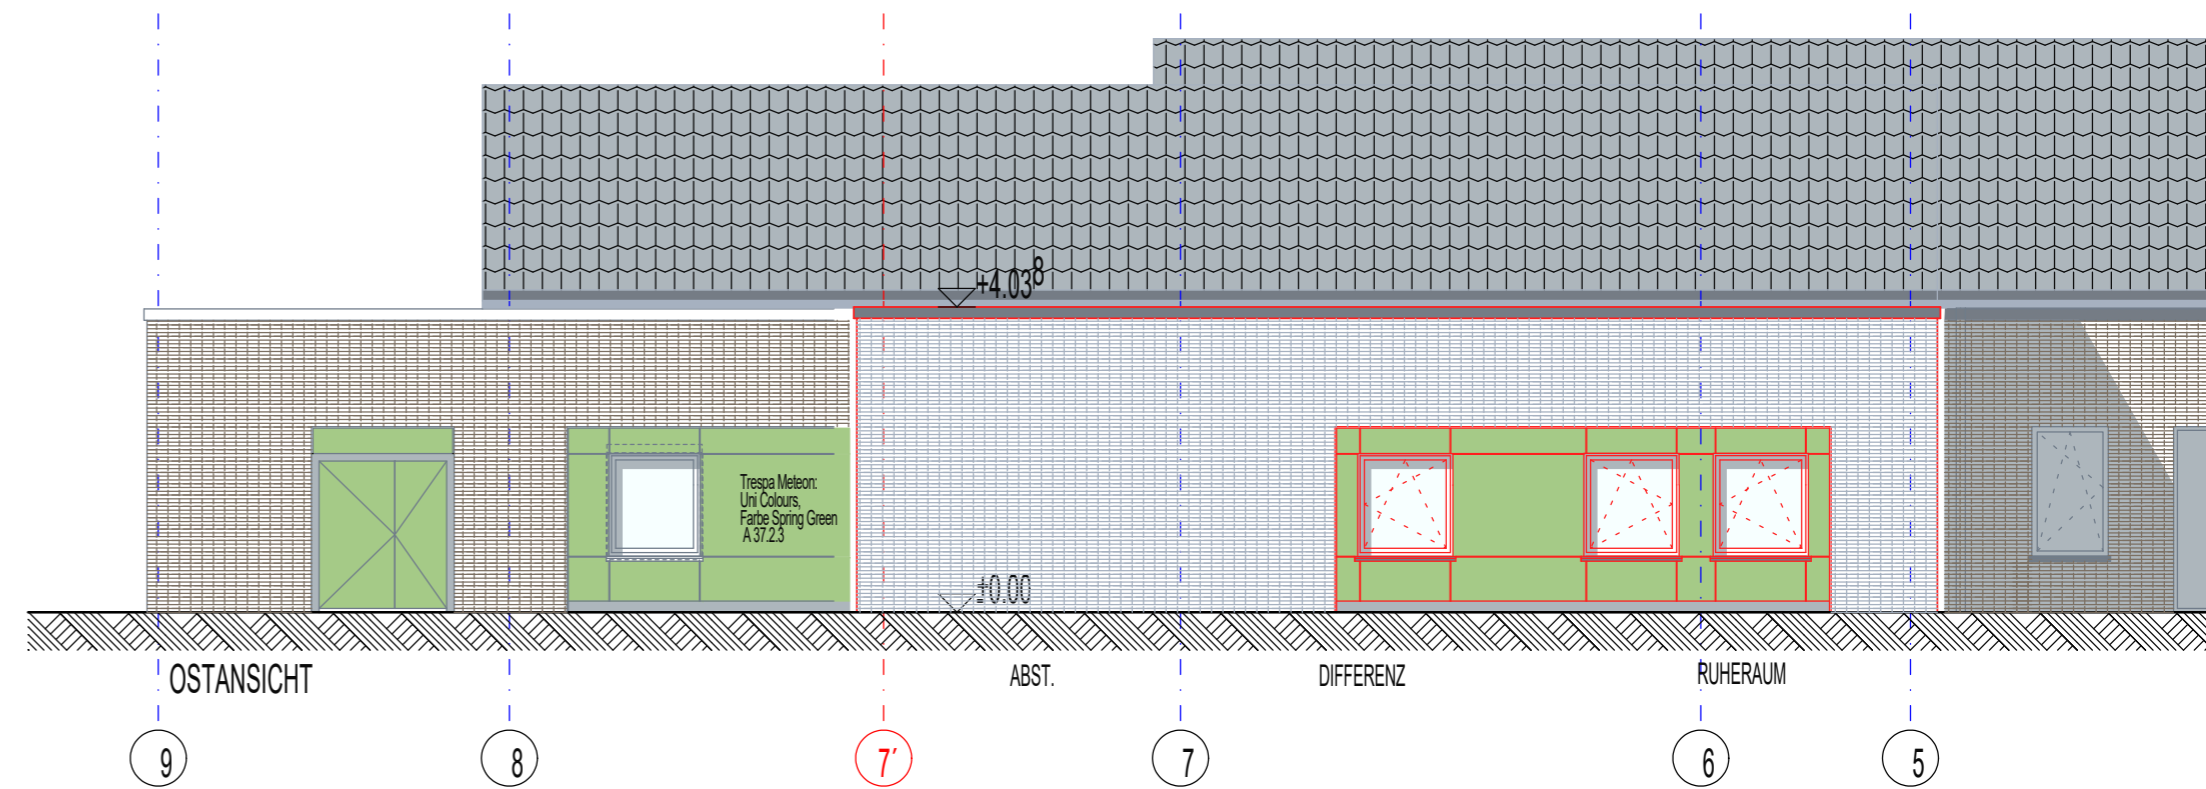 +4.03⁸
Trespa Meteon:
Uni Colours,
Farbe Spring Green
A 37.2.3
±0.00
OSTANSICHT
ABST.
DIFFERENZ
RUHERAUM
9
8
7′
7
6
5